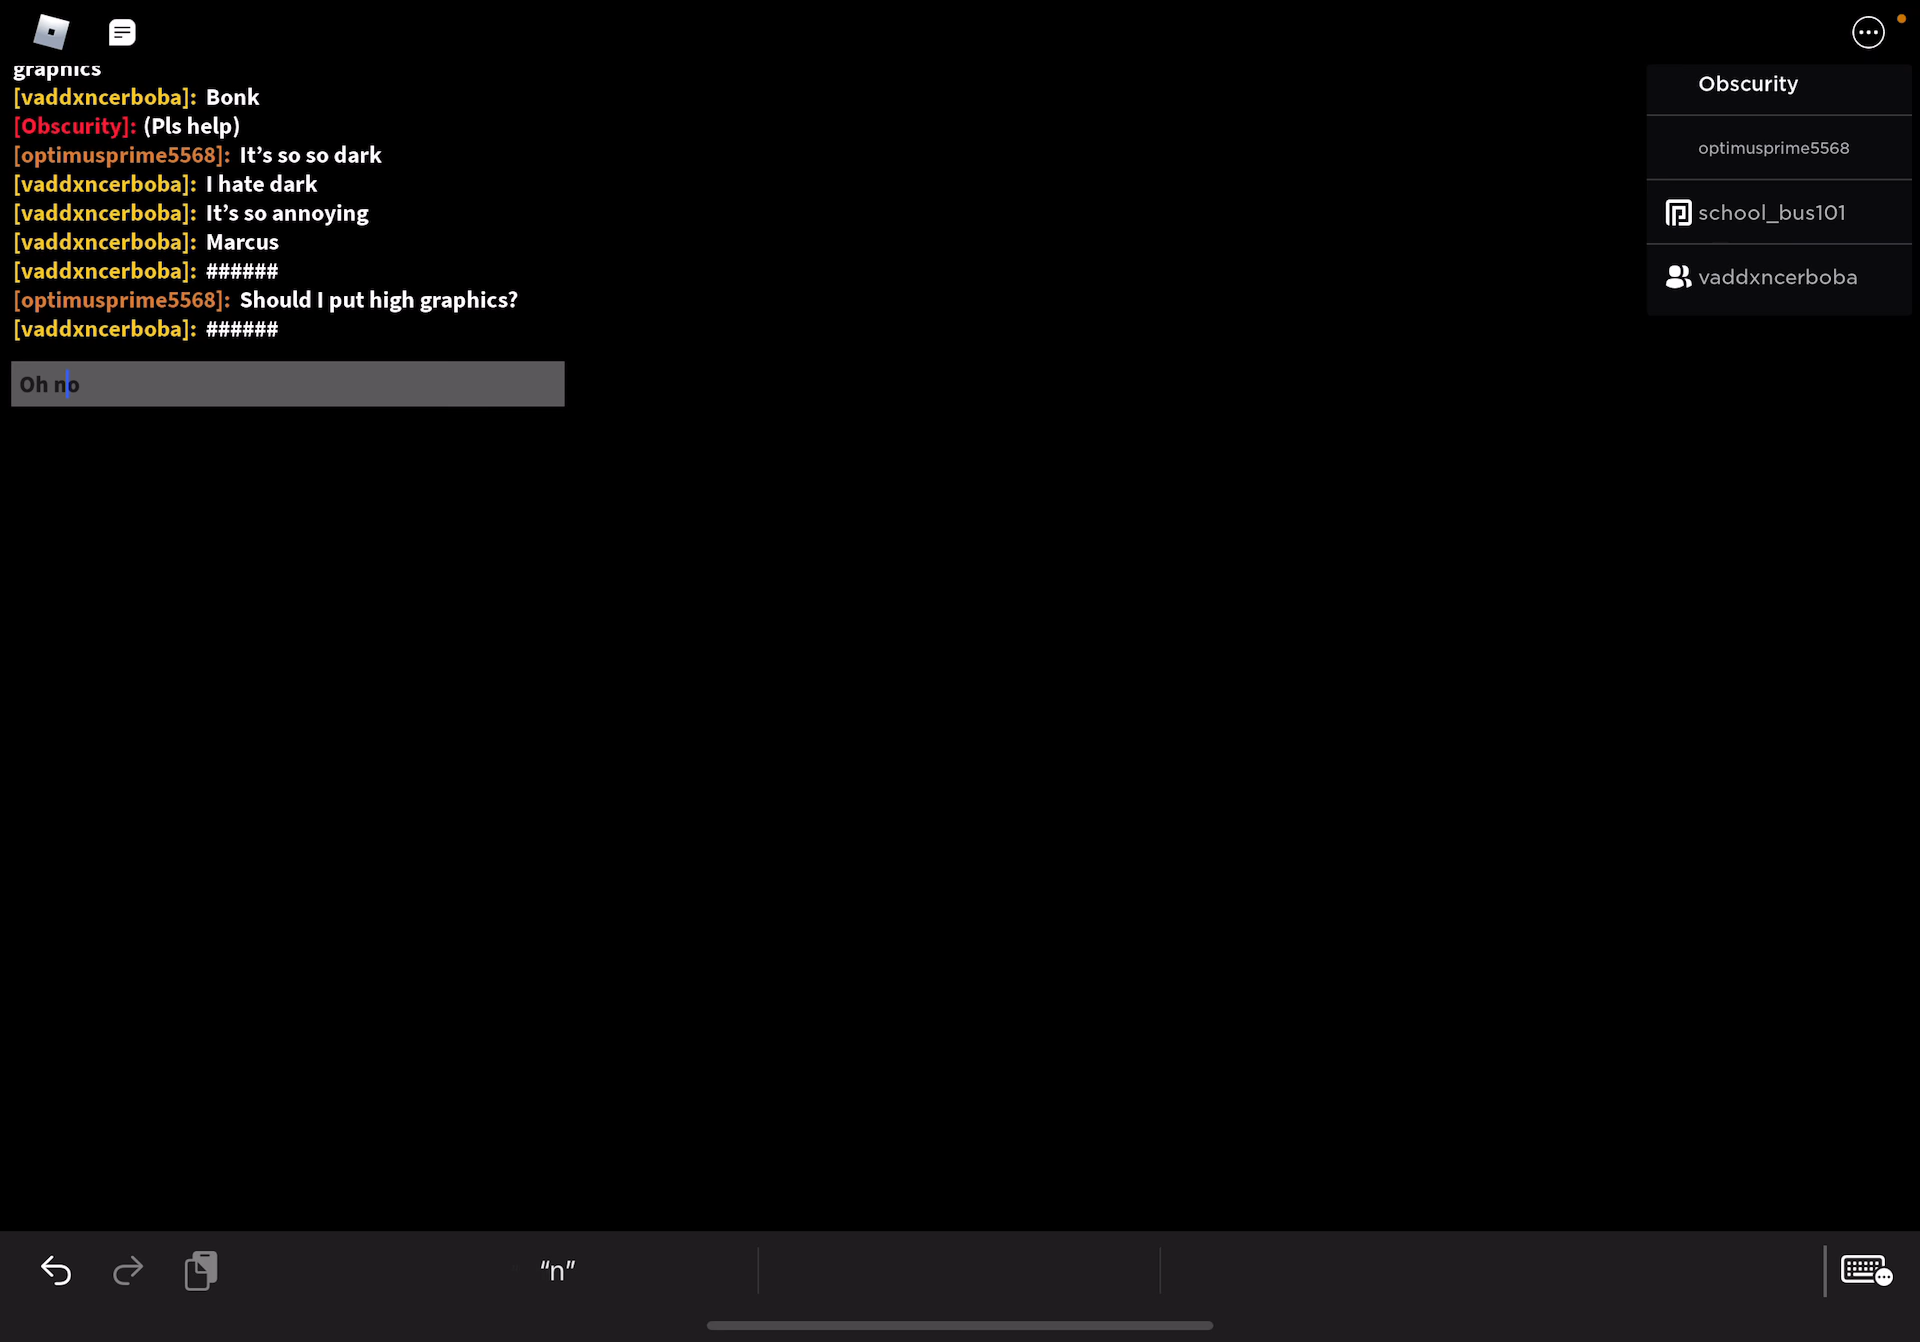 graphics
[vaddxncerboba]: Bonk
[Obscurity]: (Pls help)
[optimusprime5568]: It’s so so dark
[vaddxncerboba]: I hate dark
[vaddxncerboba]: It’s so annoying
[vaddxncerboba]: Marcus
[vaddxncerboba]: ######
[optimusprime5568]: Should I put high graphics?
[vaddxncerboba]: ######
Oh no
Obscurity
optimusprime5568
school_bus101
vaddxncerboba
“n”